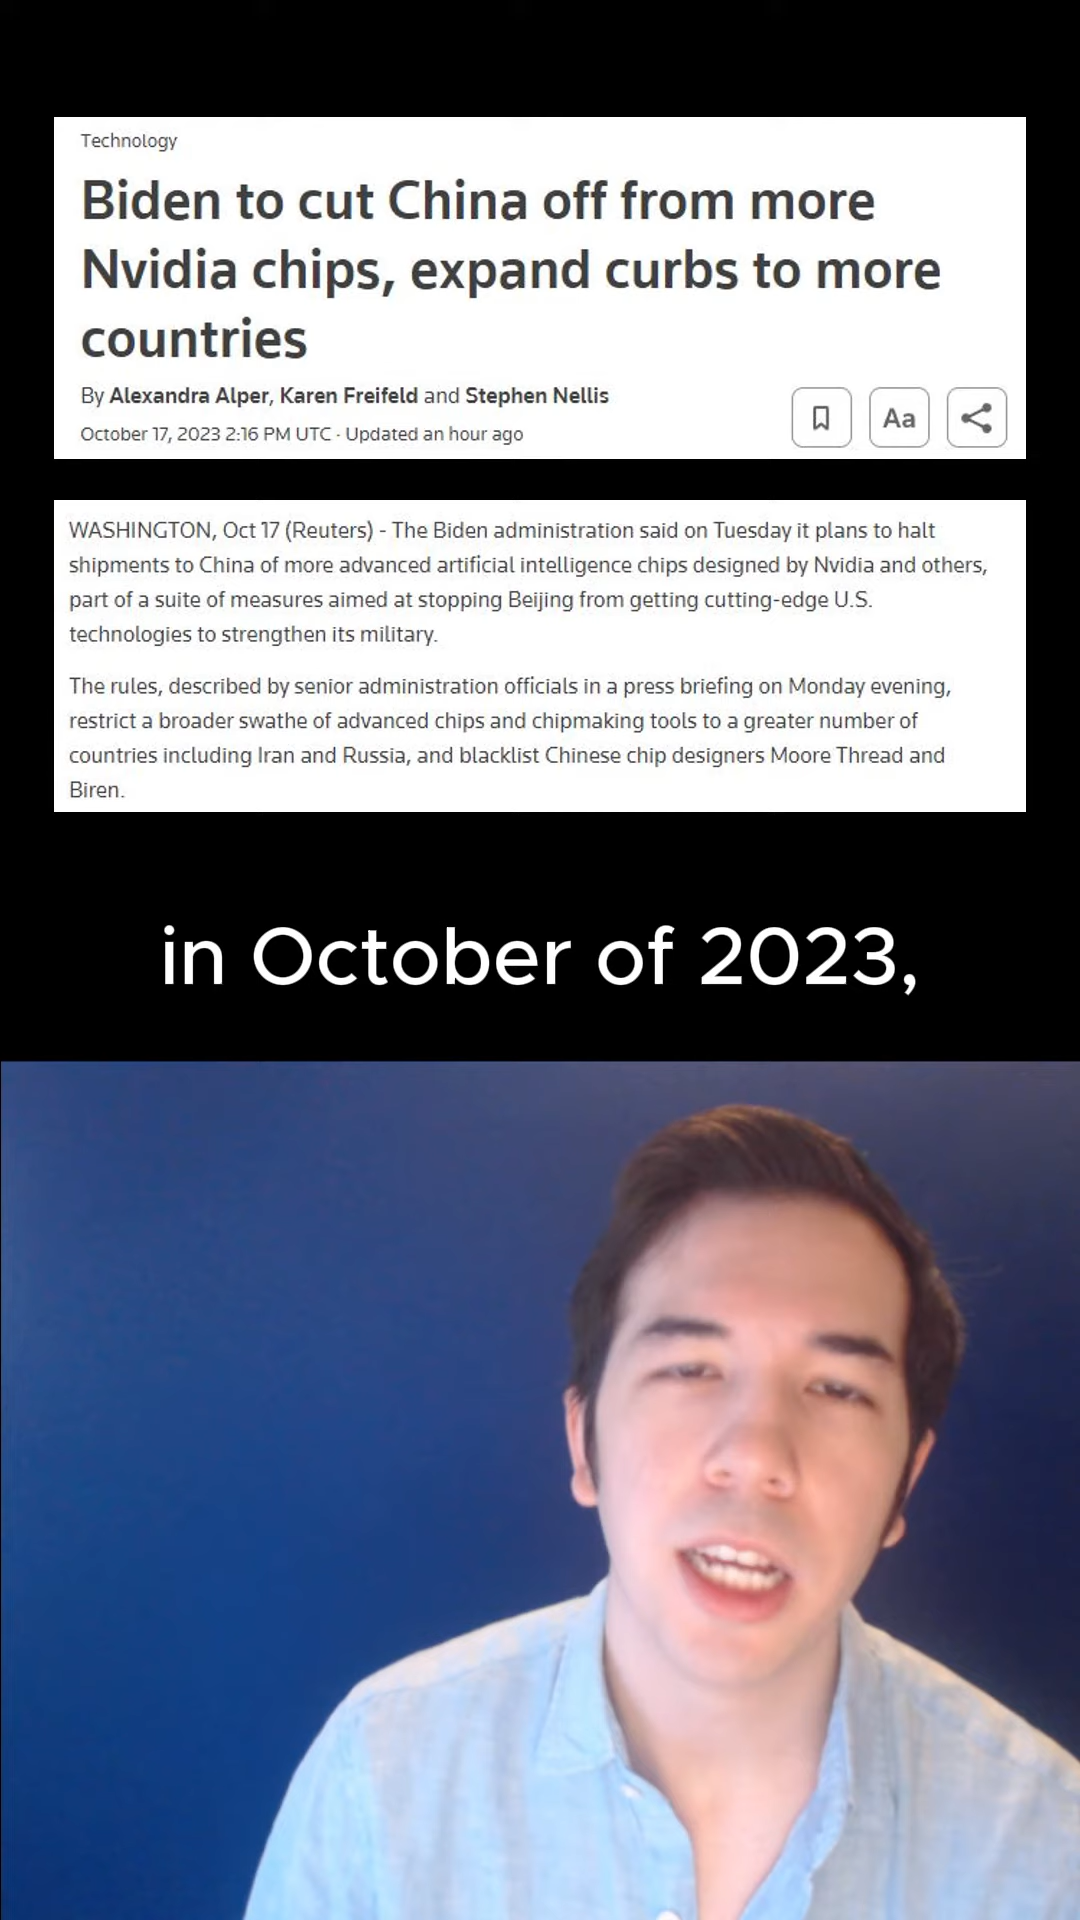 Technology
Biden to cut China off from more
Nvidia chips, expand curbs to more
countries
By Alexandra Alper, Karen Freifeld and Stephen Nellis
October 17, 2023 2:16 PM UTC · Updated an hour ago
Aa
WASHINGTON, Oct 17 (Reuters) - The Biden administration said on Tuesday it plans to halt
shipments to China of more advanced artificial intelligence chips designed by Nvidia and others,
part of a suite of measures aimed at stopping Beijing from getting cutting-edge U.S.
technologies to strengthen its military.
The rules, described by senior administration officials in a press briefing on Monday evening,
restrict a broader swathe of advanced chips and chipmaking tools to a greater number of
countries including Iran and Russia, and blacklist Chinese chip designers Moore Thread and
Biren.
in October of 2023,